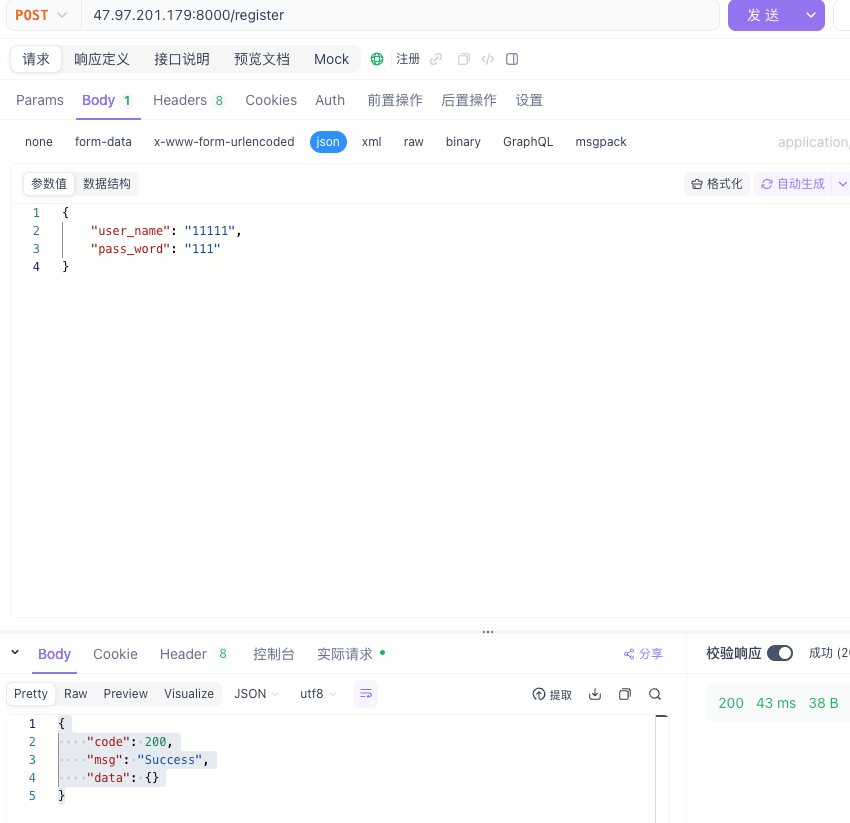 POST 47.97.201.179:8000/register 发 送
请求 响应定义 接口说明 预览文档 Mock 注册
Params Body 1 Headers 8 Cookies Auth 前置操作 后置操作 设置
none form-data x-www-form-urlencoded json xml raw binary GraphQL msgpack application/
参数值 数据结构 格式化 自动生成
1 {
2 "user_name": "11111",
3 "pass_word": "111"
4 }
Body Cookie Header 8 控制台 实际请求 分享 校验响应 成功 (20
Pretty Raw Preview Visualize JSON utf8 提取
200 43 ms 38 B
1 {
2 "code": 200,
3 "msg": "Success",
4 "data": {}
5 }